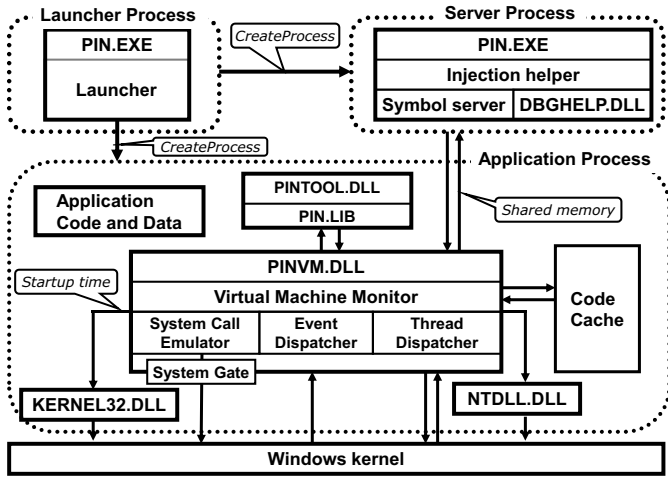 Launcher Process
PIN.EXE
Launcher
CreateProcess
Server Process
PIN.EXE
Injection helper
Symbol server
DBGHELP.DLL
CreateProcess
Application Process
Application
Code and Data
PINTOOL.DLL
PIN.LIB
Shared memory
PINVM.DLL
Virtual Machine Monitor
Startup time
System Call
Emulator
Event
Dispatcher
Thread
Dispatcher
Code
Cache
System Gate
KERNEL32.DLL
NTDLL.DLL
Windows kernel